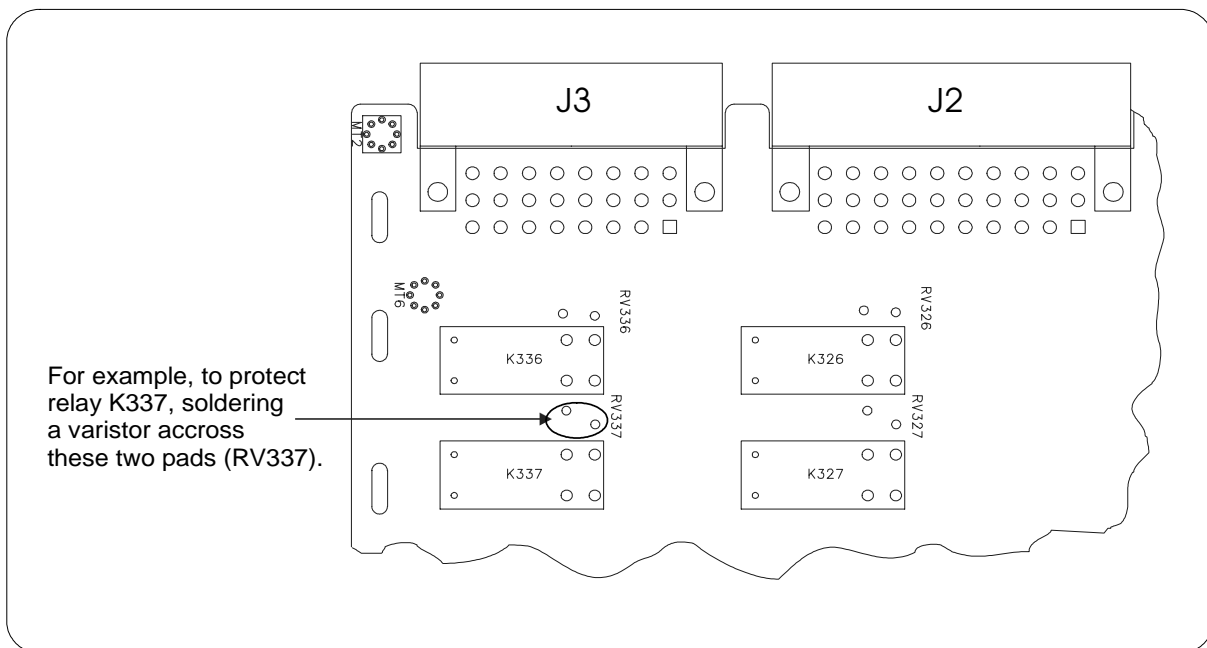 J3
J2
MT2
MT6
RV336
RV326
K336
K326
For example, to protect
relay K337, soldering
a varistor accross
these two pads (RV337).
RV337
RV327
K337
K327